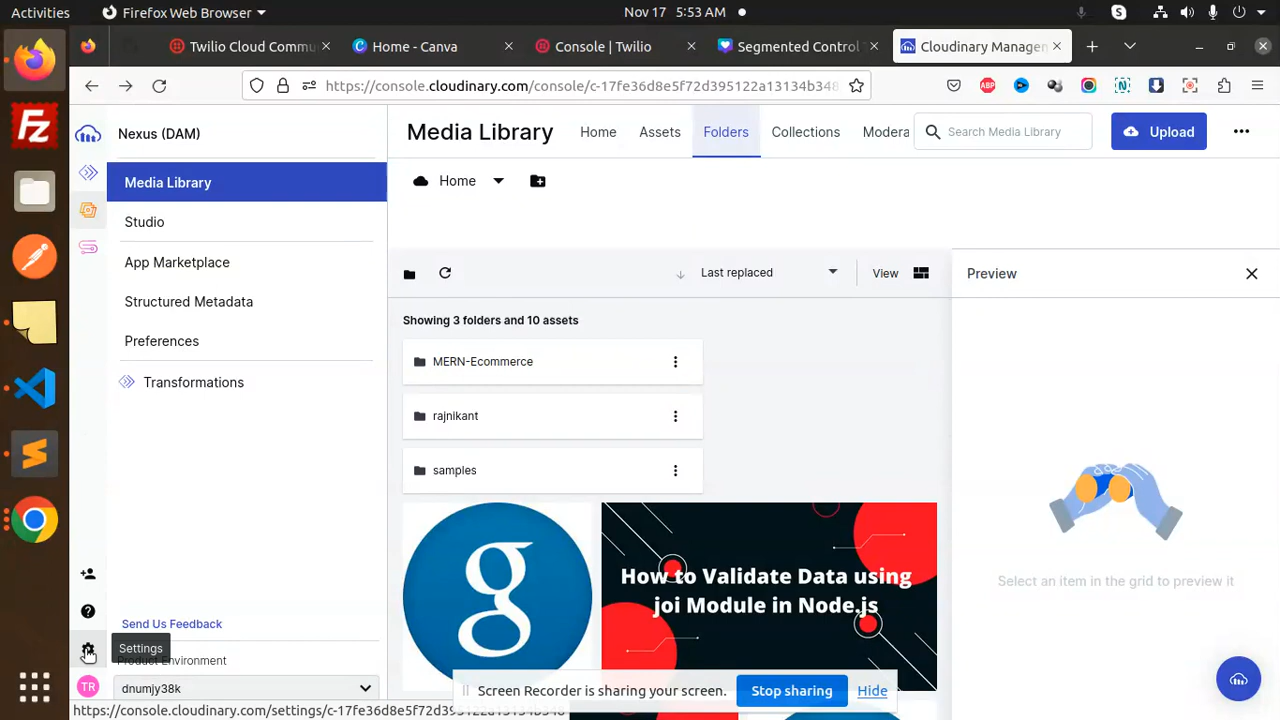 Activities Firefox Web Browser Nov 17 5:53 AM
Twilio Cloud Commu Home - Canva Console | Twilio Segmented Control T Cloudinary Manage
https://console.cloudinary.com/console/c-17fe36d8e5f72d395122a13134b348
Nexus (DAM)
Media Library Home Assets Folders Collections Modera Search Media Library Upload
Media Library
Home
Studio
App Marketplace
Last replaced View Preview
Structured Metadata
Showing 3 folders and 10 assets
Preferences
MERN-Ecommerce
Transformations
rajnikant
samples
g
How to Validate Data using
joi Module in Node.js
Select an item in the grid to preview it
Send Us Feedback
Settings
Product Environment
TR dnumjy38k
Screen Recorder is sharing your screen. Stop sharing Hide
https://console.cloudinary.com/settings/c-17fe36d8e5f72d395122a13134b348